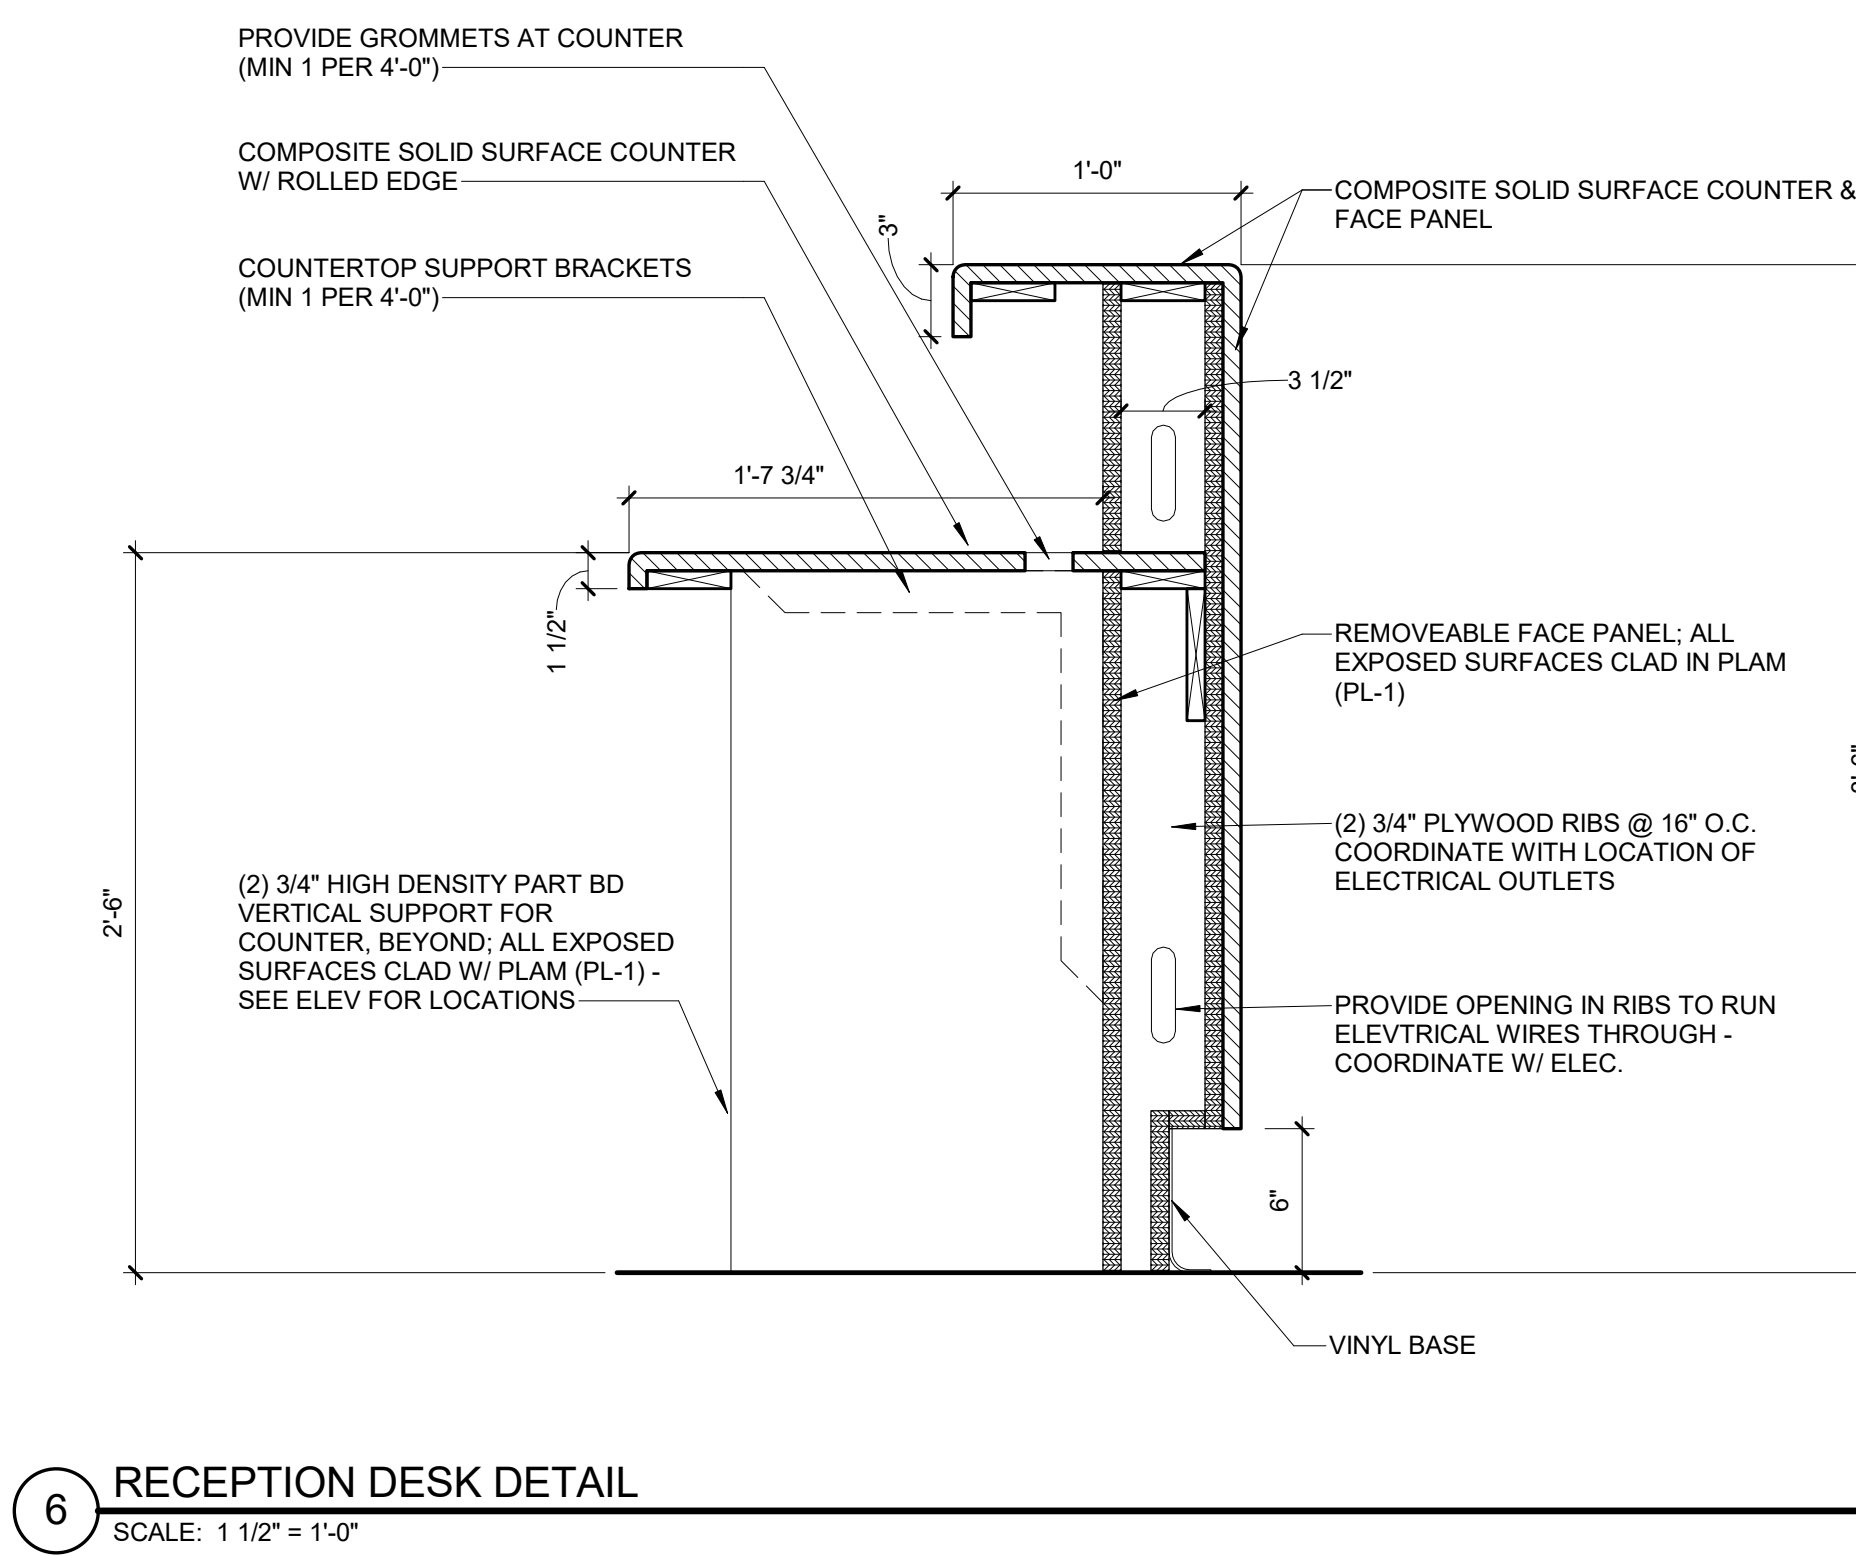 PROVIDE GROMMETS AT COUNTER
(MIN 1 PER 4'-0")
COMPOSITE SOLID SURFACE COUNTER
W/ ROLLED EDGE
COUNTERTOP SUPPORT BRACKETS
(MIN 1 PER 4'-0")
1'-0"
3"
COMPOSITE SOLID SURFACE COUNTER &
FACE PANEL
3 1/2"
1'-7 3/4"
1 1/2"
REMOVEABLE FACE PANEL; ALL
EXPOSED SURFACES CLAD IN PLAM
(PL-1)
(2) 3/4" PLYWOOD RIBS @ 16" O.C.
COORDINATE WITH LOCATION OF
ELECTRICAL OUTLETS
2'-6"
(2) 3/4" HIGH DENSITY PART BD
VERTICAL SUPPORT FOR
COUNTER, BEYOND; ALL EXPOSED
SURFACES CLAD W/ PLAM (PL-1) -
SEE ELEV FOR LOCATIONS
PROVIDE OPENING IN RIBS TO RUN
ELEVTRICAL WIRES THROUGH -
COORDINATE W/ ELEC.
6"
VINYL BASE
6
RECEPTION DESK DETAIL
SCALE: 1 1/2" = 1'-0"